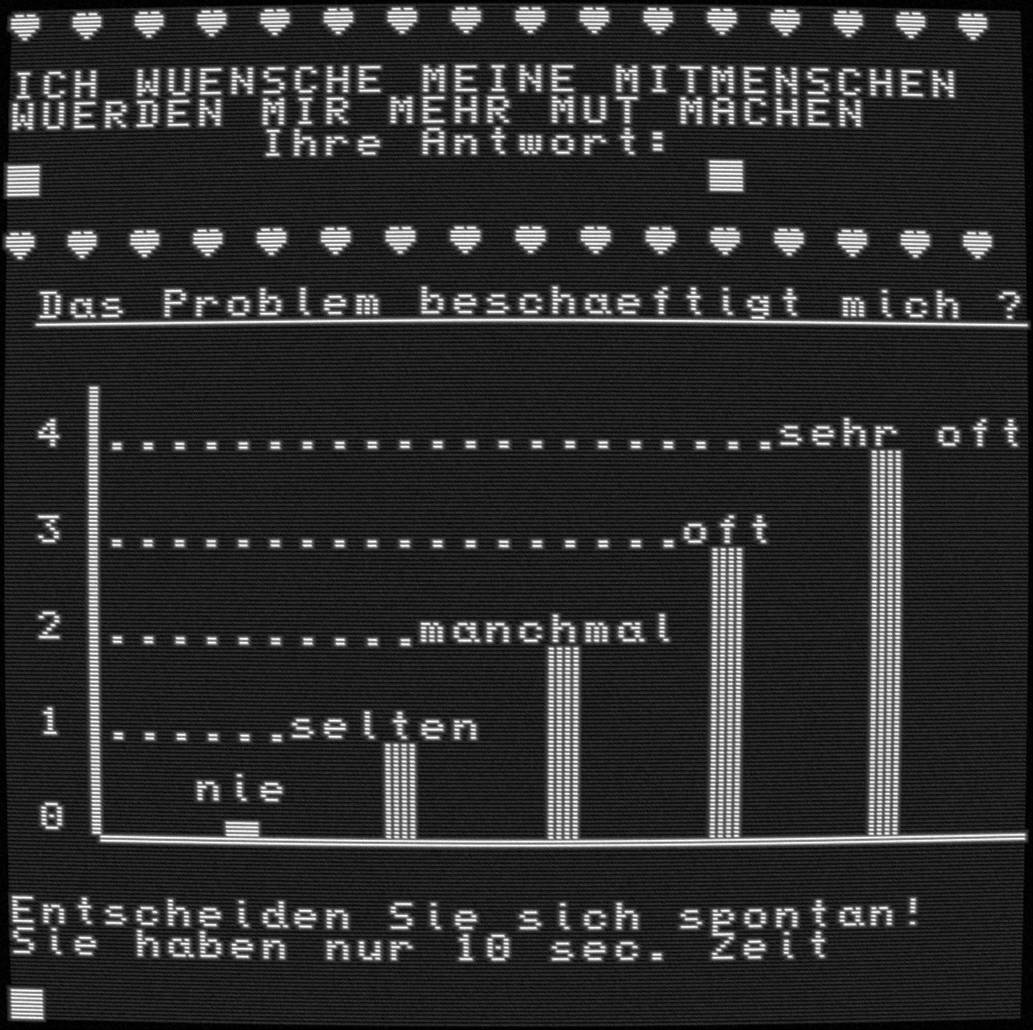 ICH WUENSCHE MEINE MITMENSCHEN
WUERDEN MIR MEHR MUT MACHEN
Ihre Antwort:
Das Problem beschaeftigt mich ?
4 ......................sehr oft
3 ..................oft
2 ..........manchmal
1 ......selten
nie
0
Entscheiden Sie sich spontan!
Sie haben nur 10 sec. Zeit